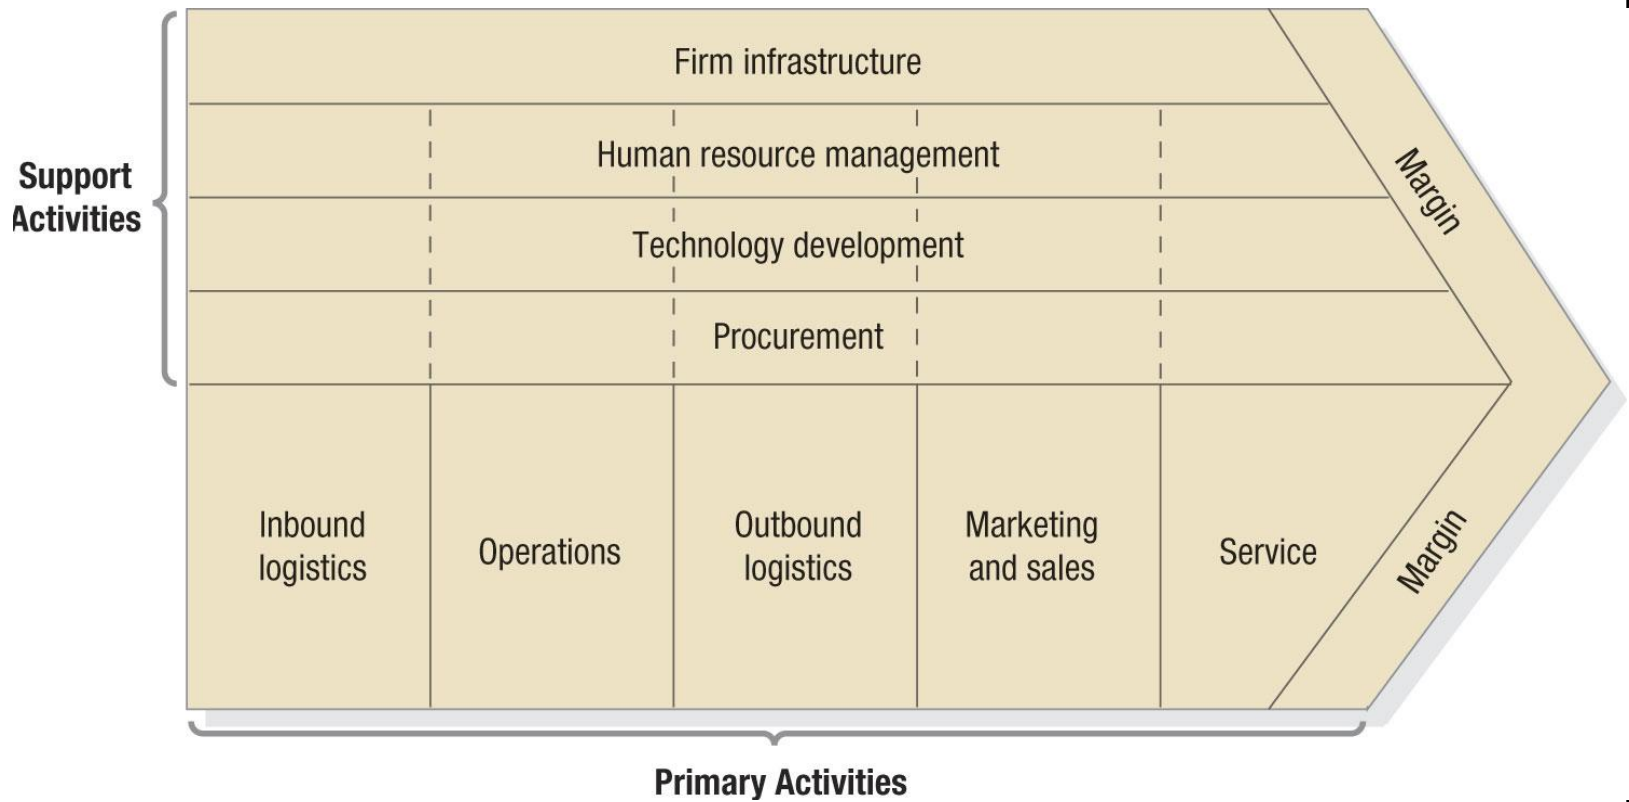 Firm infrastructure
Human resource management
Technology development
Procurement
Support
Activities
Margin
Inbound
logistics
Operations
Outbound
logistics
Marketing
and sales
Service
Margin
Primary Activities